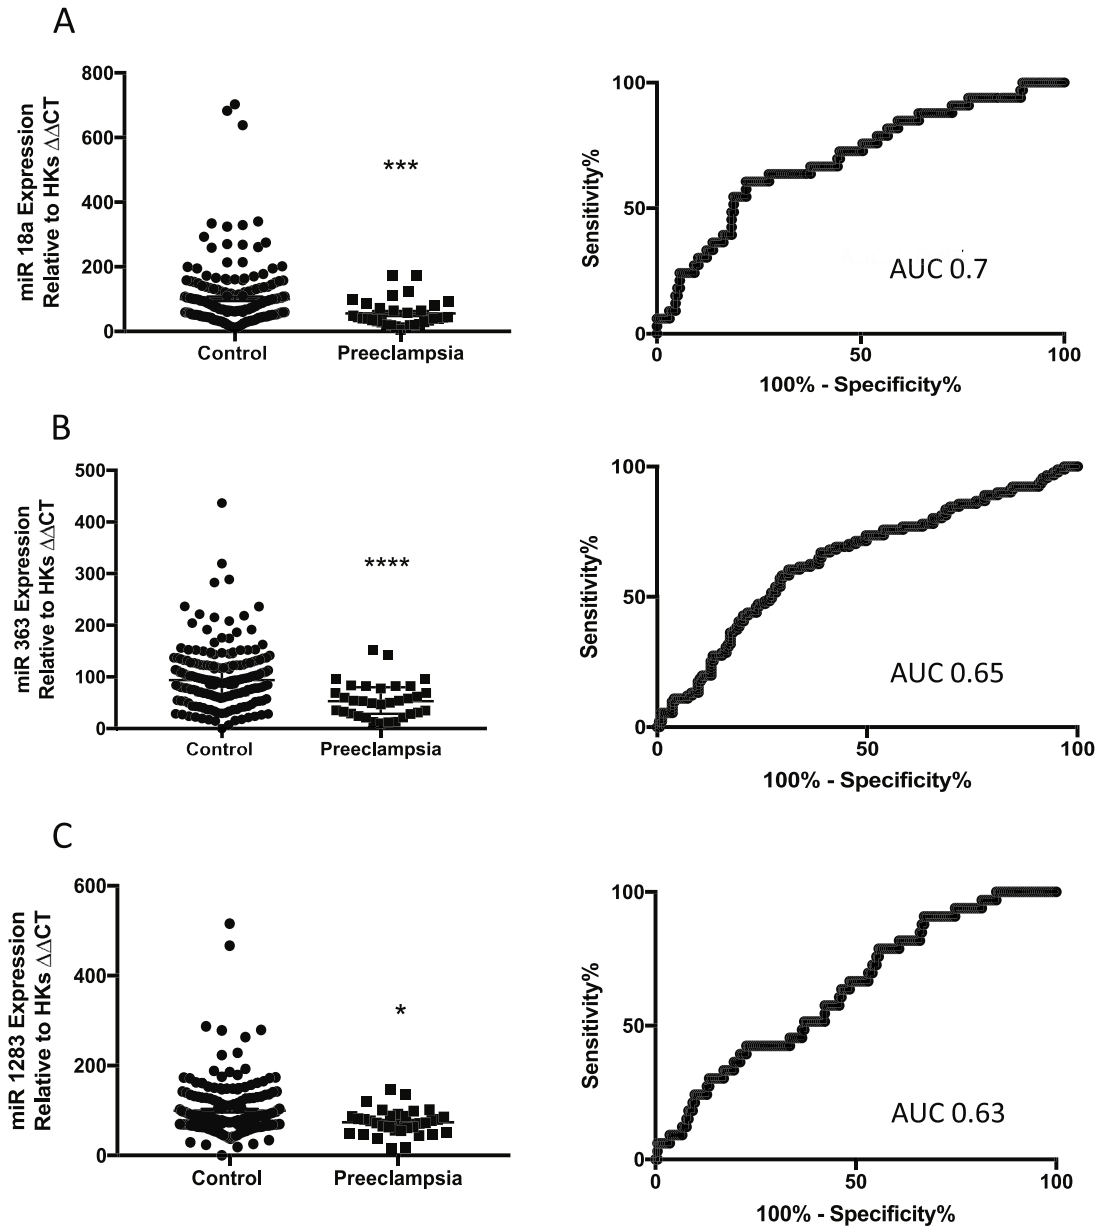 A
miR 18a Expression
Relative to HKs ΔΔCT
800
600
400
200
0
***
Control
Preeclampsia
Sensitivity%
100
50
0
AUC 0.7
0
50
100
100% - Specificity%
B
miR 363 Expression
Relative to HKs ΔΔCT
500
400
300
200
100
0
****
Control
Preeclampsia
Sensitivity%
100
50
0
AUC 0.65
0
50
100
100% - Specificity%
C
miR 1283 Expression
Relative to HKs ΔΔCT
600
400
200
0
*
Control
Preeclampsia
Sensitivity%
100
50
0
AUC 0.63
0
50
100
100% - Specificity%